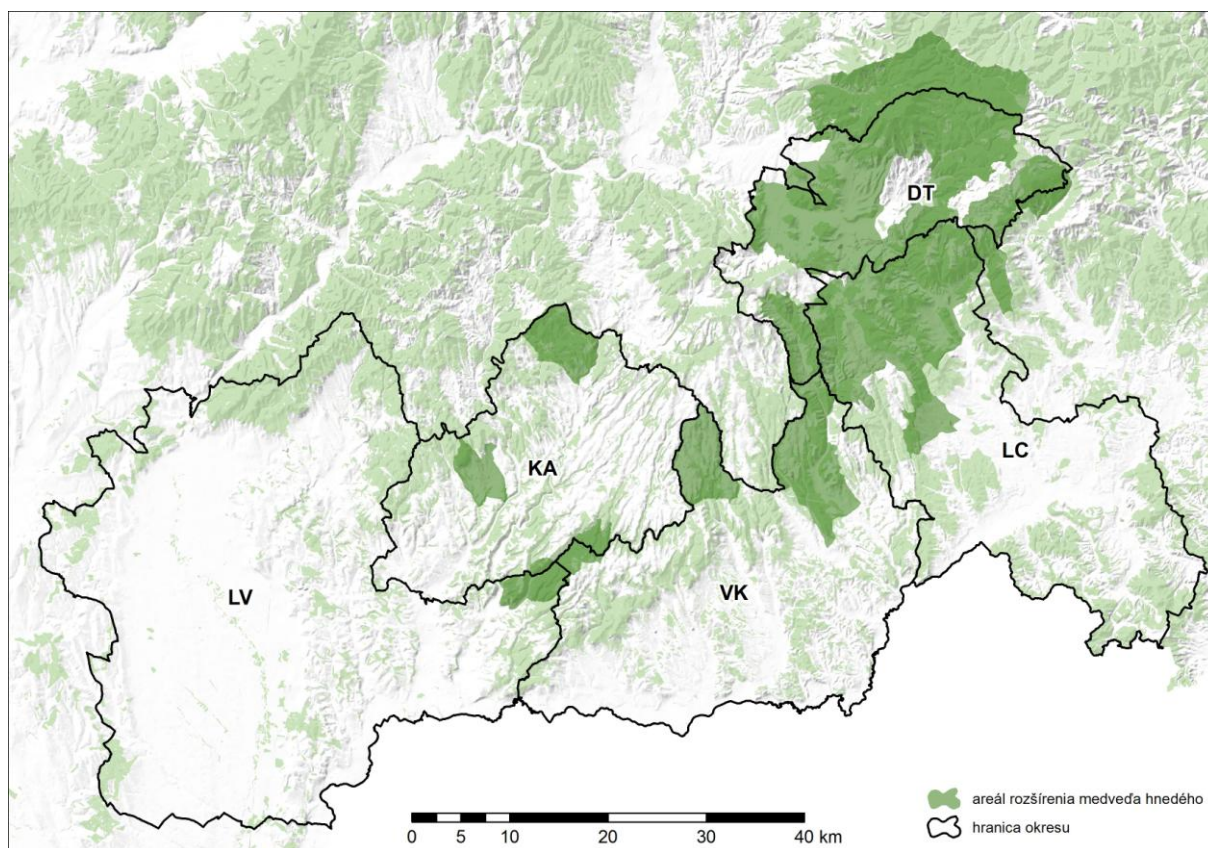 DT
KA
LC
LV
VK
areál rozšírenia medveďa hnedého
hranica okresu
0 5 10 20 30 40 km